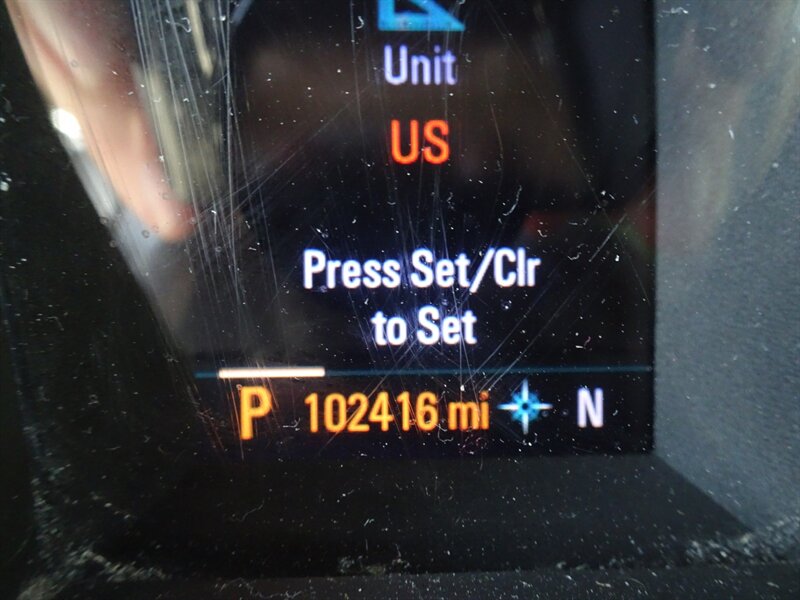 Unit
US
Press Set/Clr
to Set
P 102416 mi N